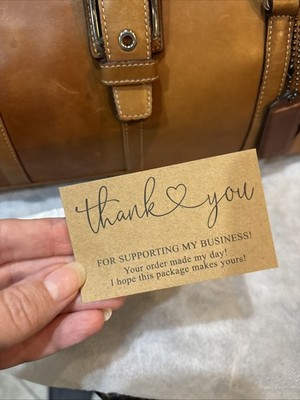 thank you
FOR SUPPORTING MY BUSINESS!
Your order made my day!
I hope this package makes yours!